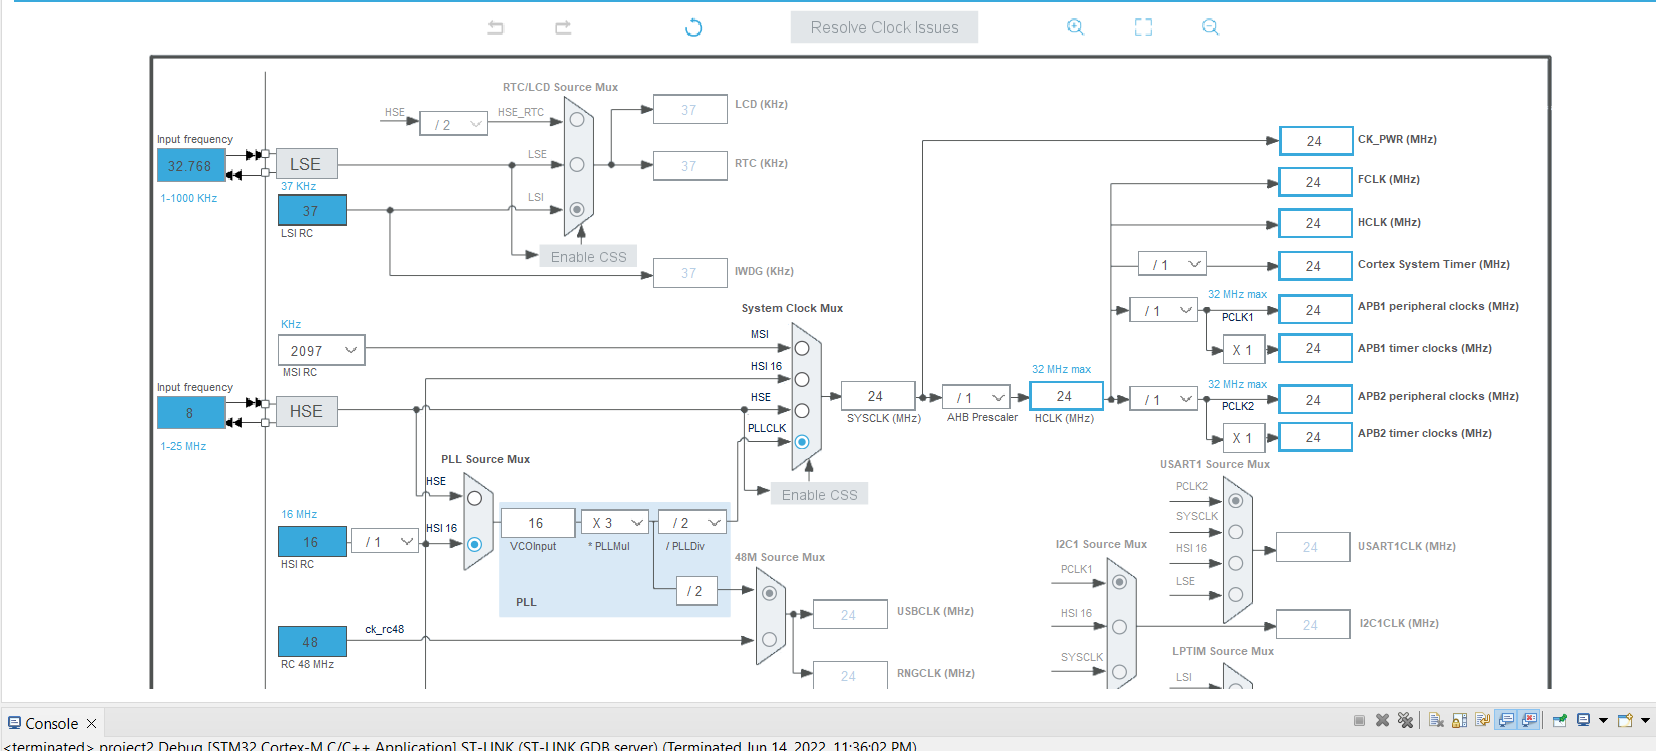 Resolve Clock Issues
RTC/LCD Source Mux
HSE
/ 2
HSE_RTC
37
LCD (KHz)
Input frequency
32.768
1-1000 KHz
LSE
LSE
37
RTC (KHz)
37 KHz
37
LSI RC
LSI
Enable CSS
37
IWDG (KHz)
24
CK_PWR (MHz)
24
FCLK (MHz)
24
HCLK (MHz)
/ 1
24
Cortex System Timer (MHz)
KHz
2097
MSI RC
System Clock Mux
MSI
HSI 16
HSE
PLLCLK
Enable CSS
Input frequency
8
1-25 MHz
HSE
24
SYSCLK (MHz)
/ 1
AHB Prescaler
32 MHz max
24
HCLK (MHz)
/ 1
32 MHz max
PCLK1
24
APB1 peripheral clocks (MHz)
X 1
24
APB1 timer clocks (MHz)
/ 1
32 MHz max
PCLK2
24
APB2 peripheral clocks (MHz)
X 1
24
APB2 timer clocks (MHz)
PLL Source Mux
HSE
HSI 16
16 MHz
16
HSI RC
/ 1
16
VCOInput
X 3
* PLLMul
/ 2
/ PLLDiv
/ 2
PLL
48M Source Mux
48
RC 48 MHz
ck_rc48
24
USBCLK (MHz)
24
RNGCLK (MHz)
USART1 Source Mux
PCLK2
SYSCLK
HSI 16
LSE
24
USART1CLK (MHz)
I2C1 Source Mux
PCLK1
HSI 16
SYSCLK
24
I2C1CLK (MHz)
LPTIM Source Mux
LSI
Console
<terminated> project2 Debug [STM32 Cortex-M C/C++ Application] ST-LINK (ST-LINK GDB server) (Terminated Jun 14, 2022, 11:36:02 PM)